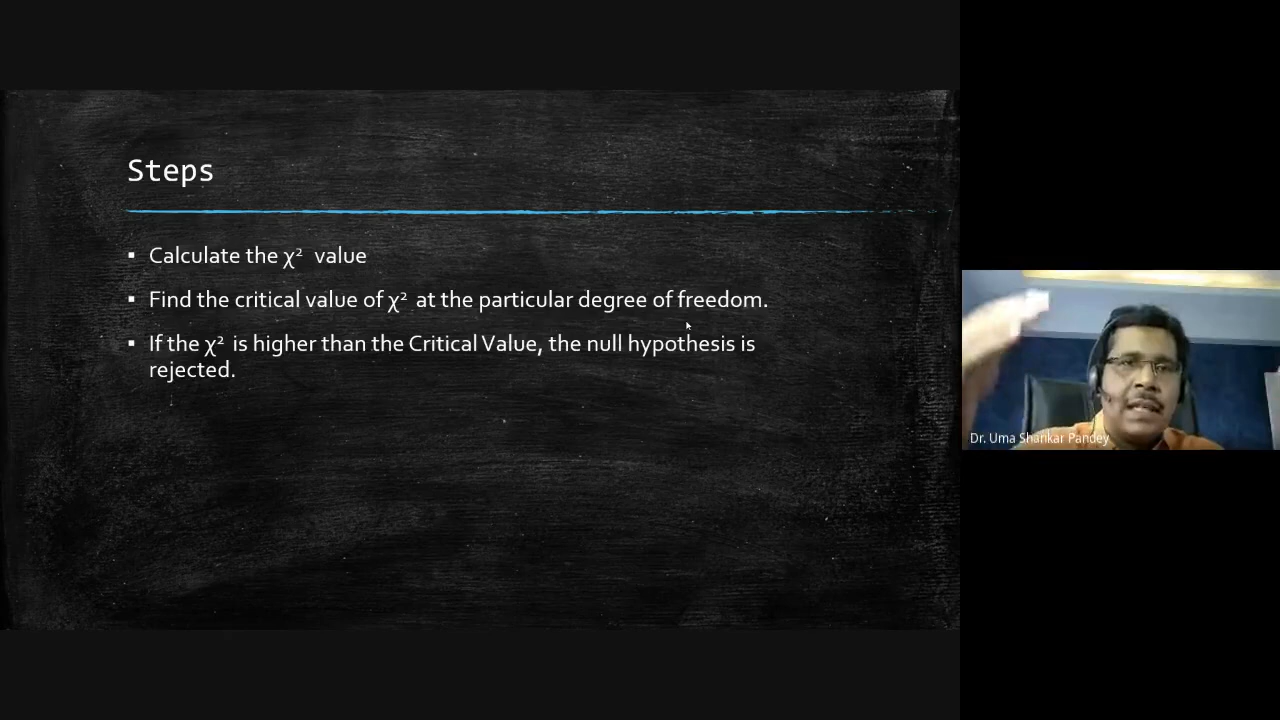 Steps
▪ Calculate the χ² value
▪ Find the critical value of χ² at the particular degree of freedom.
▪ If the χ² is higher than the Critical Value, the null hypothesis is
rejected.
Dr. Uma Shankar Pandey